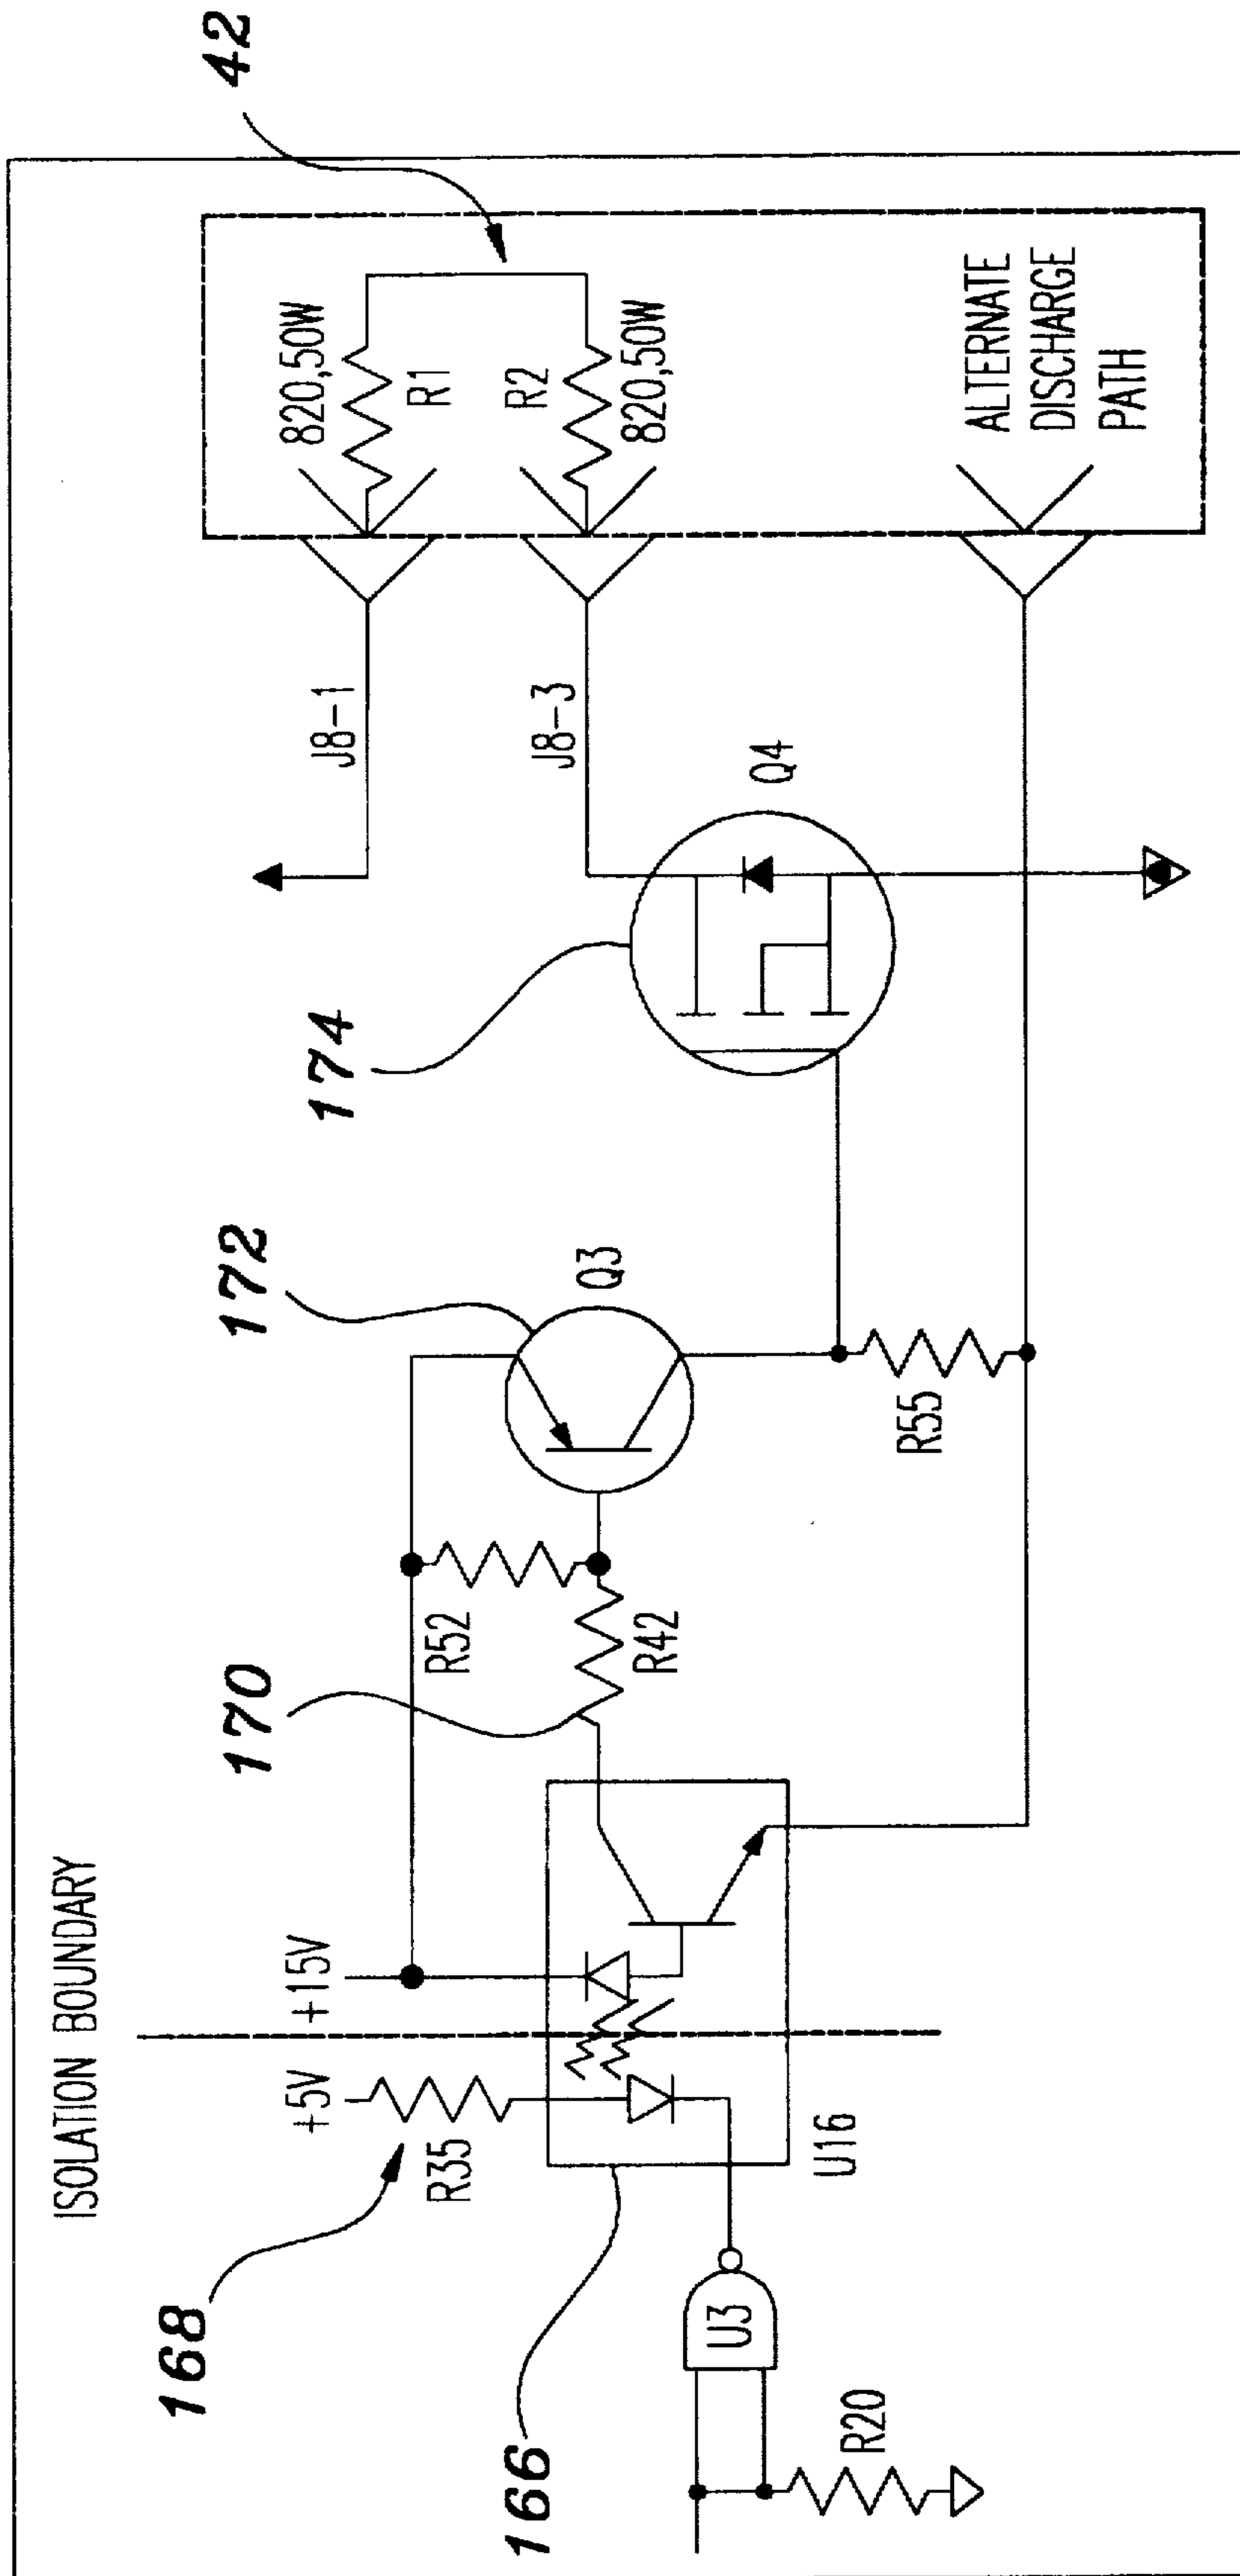 ISOLATION BOUNDARY
168
+5V
+15V
R35
166
U16
U3
R20
170
R52
R42
172
Q3
R55
174
Q4
J8-1
J8-3
42
820,50W
R1
R2
820,50W
ALTERNATE
DISCHARGE
PATH